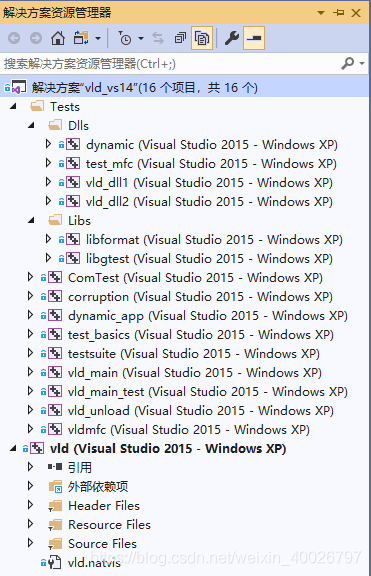 解决方案资源管理器
搜索解决方案资源管理器(Ctrl+;)
解决方案"vld_vs14"(16 个项目，共 16 个)
Tests
Dlls
dynamic (Visual Studio 2015 - Windows XP)
test_mfc (Visual Studio 2015 - Windows XP)
vld_dll1 (Visual Studio 2015 - Windows XP)
vld_dll2 (Visual Studio 2015 - Windows XP)
Libs
libformat (Visual Studio 2015 - Windows XP)
libgtest (Visual Studio 2015 - Windows XP)
ComTest (Visual Studio 2015 - Windows XP)
corruption (Visual Studio 2015 - Windows XP)
dynamic_app (Visual Studio 2015 - Windows XP)
test_basics (Visual Studio 2015 - Windows XP)
testsuite (Visual Studio 2015 - Windows XP)
vld_main (Visual Studio 2015 - Windows XP)
vld_main_test (Visual Studio 2015 - Windows XP)
vld_unload (Visual Studio 2015 - Windows XP)
vldmfc (Visual Studio 2015 - Windows XP)
vld (Visual Studio 2015 - Windows XP)
引用
外部依赖项
Header Files
Resource Files
Source Files
vld.natvis
https://blog.csdn.net/weixin_40026797